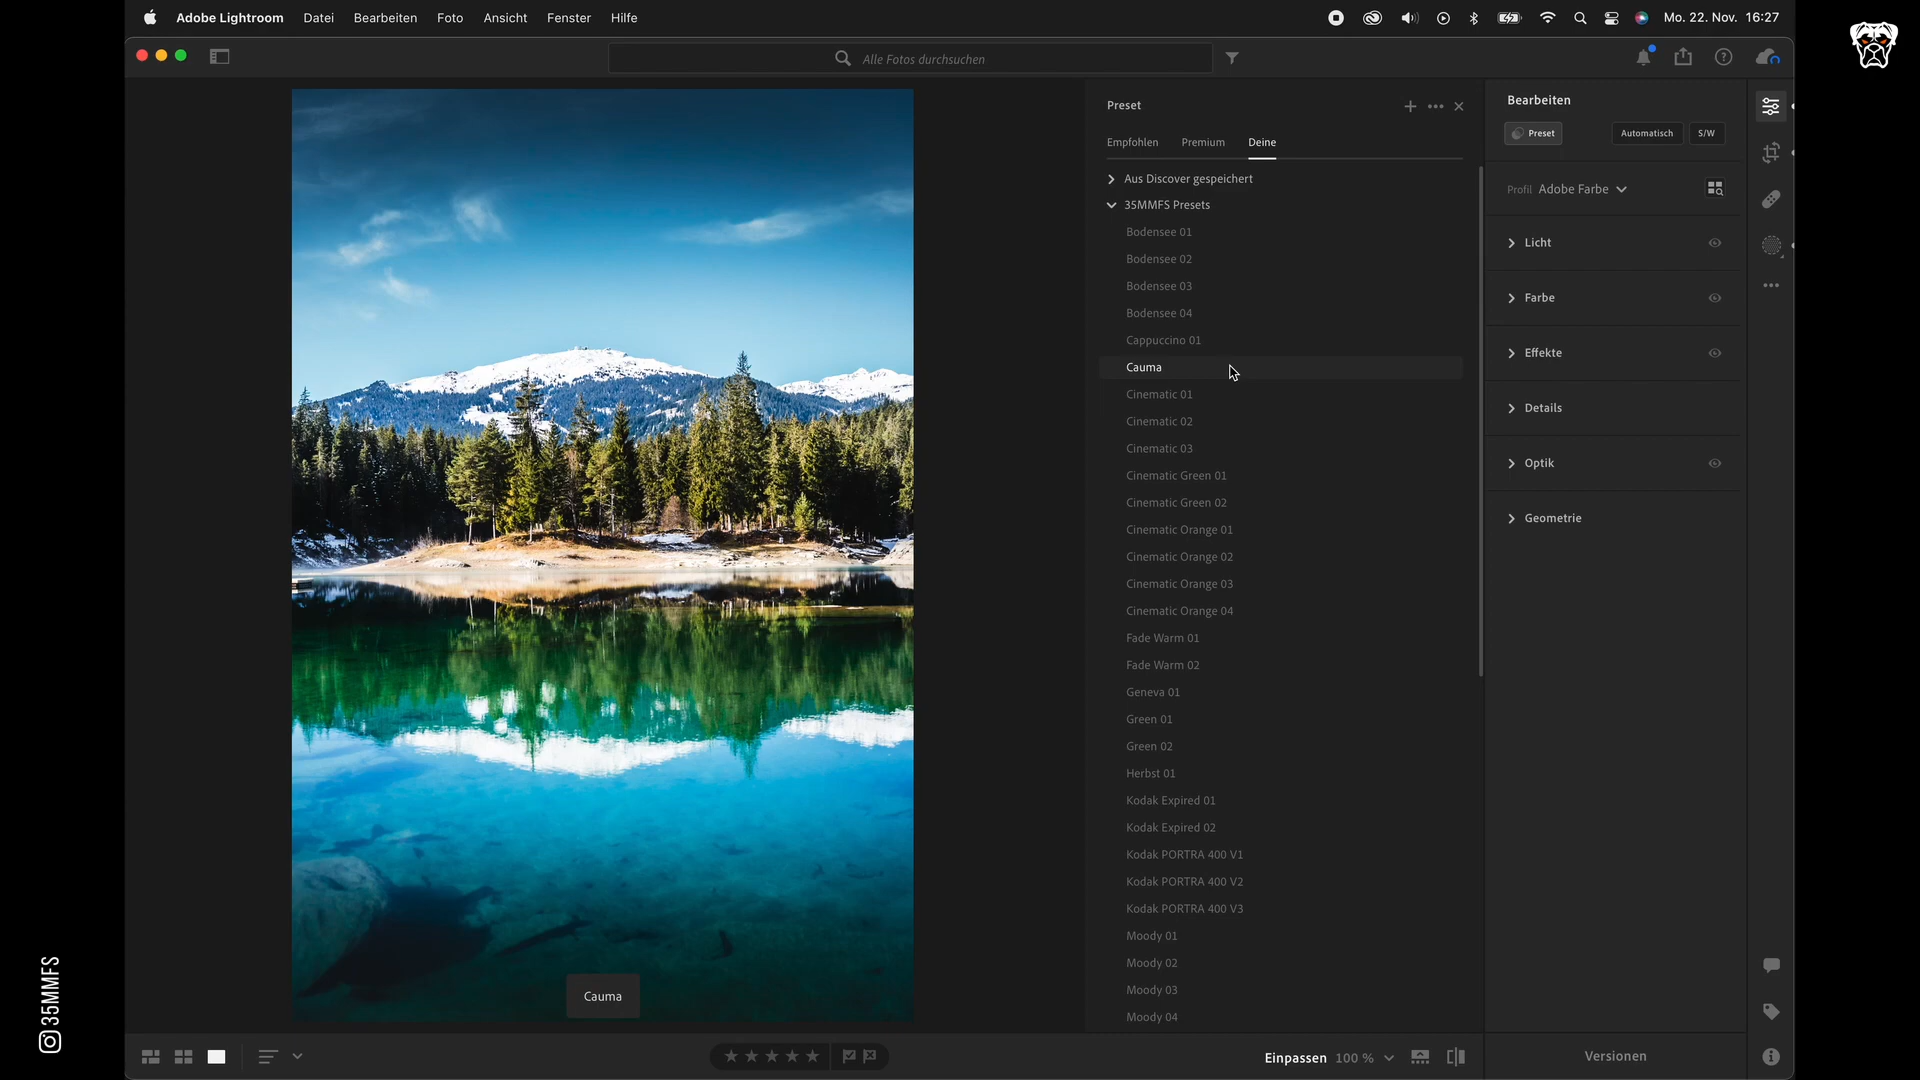 Adobe Lightroom Datei Bearbeiten Foto Ansicht Fenster Hilfe
Mo. 22. Nov. 16:27
Alle Fotos durchsuchen
Preset
Empfohlen Premium Deine
Aus Discover gespeichert
35MMFS Presets
Bodensee 01
Bodensee 02
Bodensee 03
Bodensee 04
Cappuccino 01
Cauma
Cinematic 01
Cinematic 02
Cinematic 03
Cinematic Green 01
Cinematic Green 02
Cinematic Orange 01
Cinematic Orange 02
Cinematic Orange 03
Cinematic Orange 04
Fade Warm 01
Fade Warm 02
Geneva 01
Green 01
Green 02
Herbst 01
Kodak Expired 01
Kodak Expired 02
Kodak PORTRA 400 V1
Kodak PORTRA 400 V2
Kodak PORTRA 400 V3
Moody 01
Moody 02
Moody 03
Moody 04
Bearbeiten
Preset Automatisch S/W
Profil Adobe Farbe
Licht
Farbe
Effekte
Details
Optik
Geometrie
Cauma
Einpassen 100 %
Versionen
35MMFS